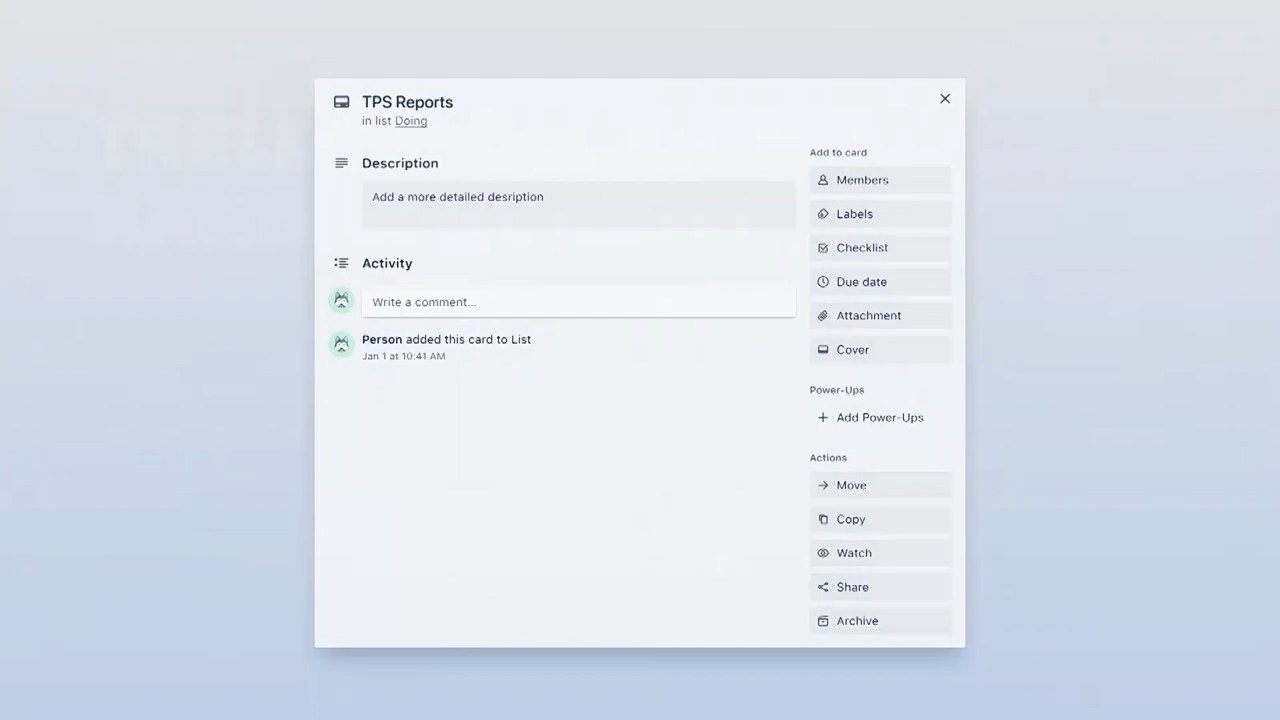 TPS Reports
in list Doing
Description
Add a more detailed desription
Activity
Write a comment...
Person added this card to List
Jan 1 at 10:41 AM
Add to card
Members
Labels
Checklist
Due date
Attachment
Cover
Power-Ups
Add Power-Ups
Actions
Move
Copy
Watch
Share
Archive